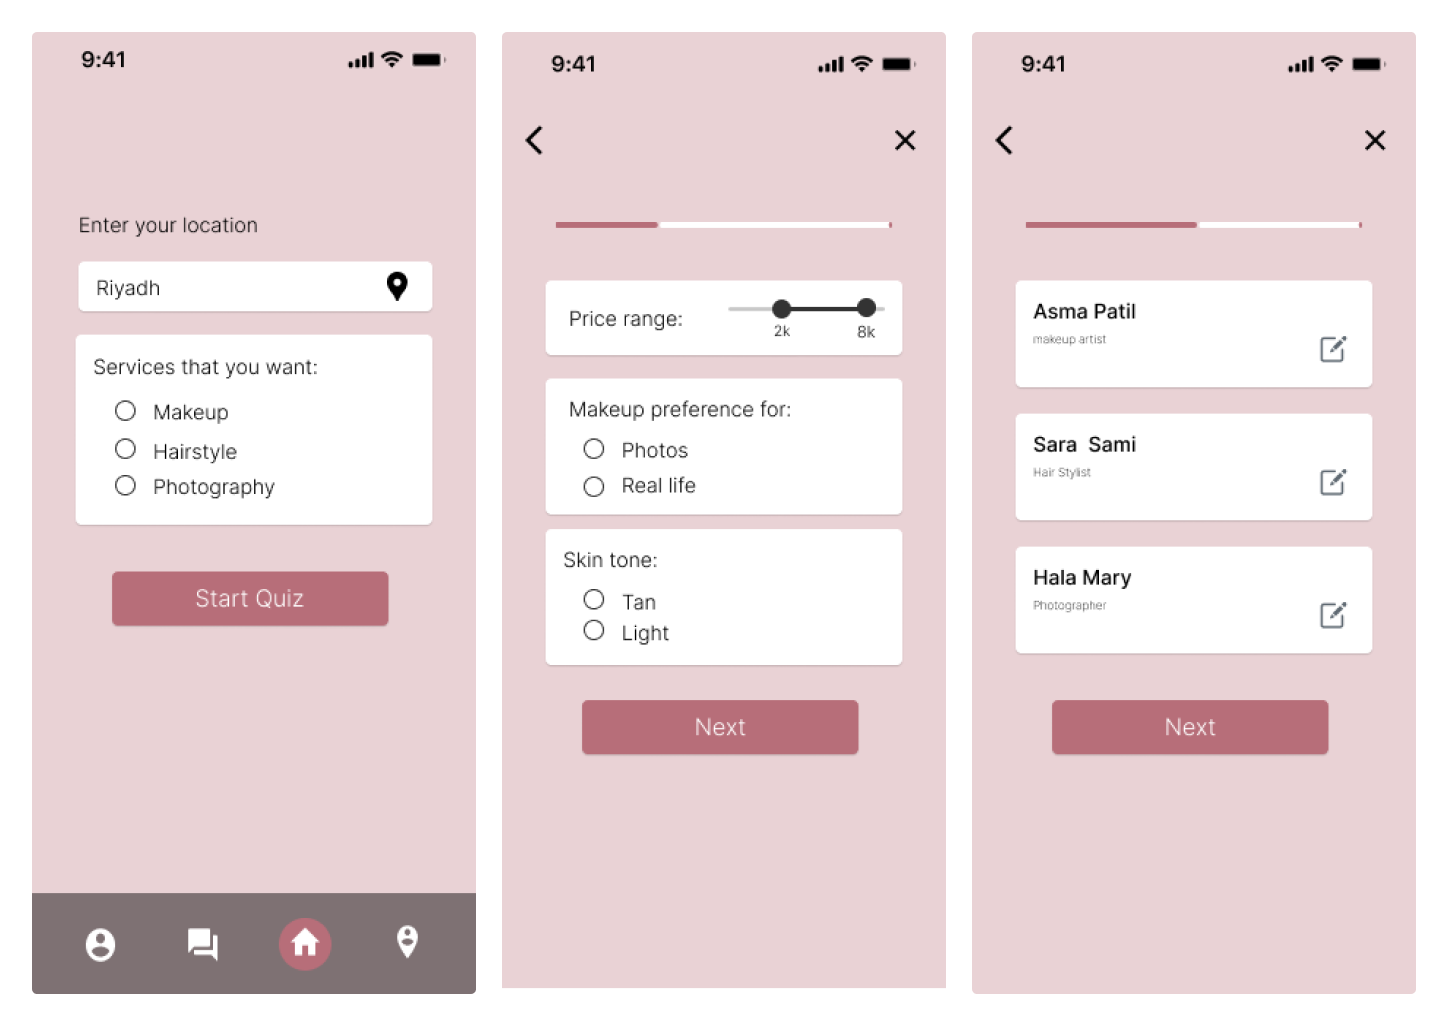 9:41
Enter your location
Riyadh
Services that you want:
Makeup
Hairstyle
Photography
Start Quiz
9:41
Price range:
2k
8k
Makeup preference for:
Photos
Real life
Skin tone:
Tan
Light
Next
9:41
Asma Patil
makeup artist
Sara  Sami
Hair Stylist
Hala Mary
Photographer
Next